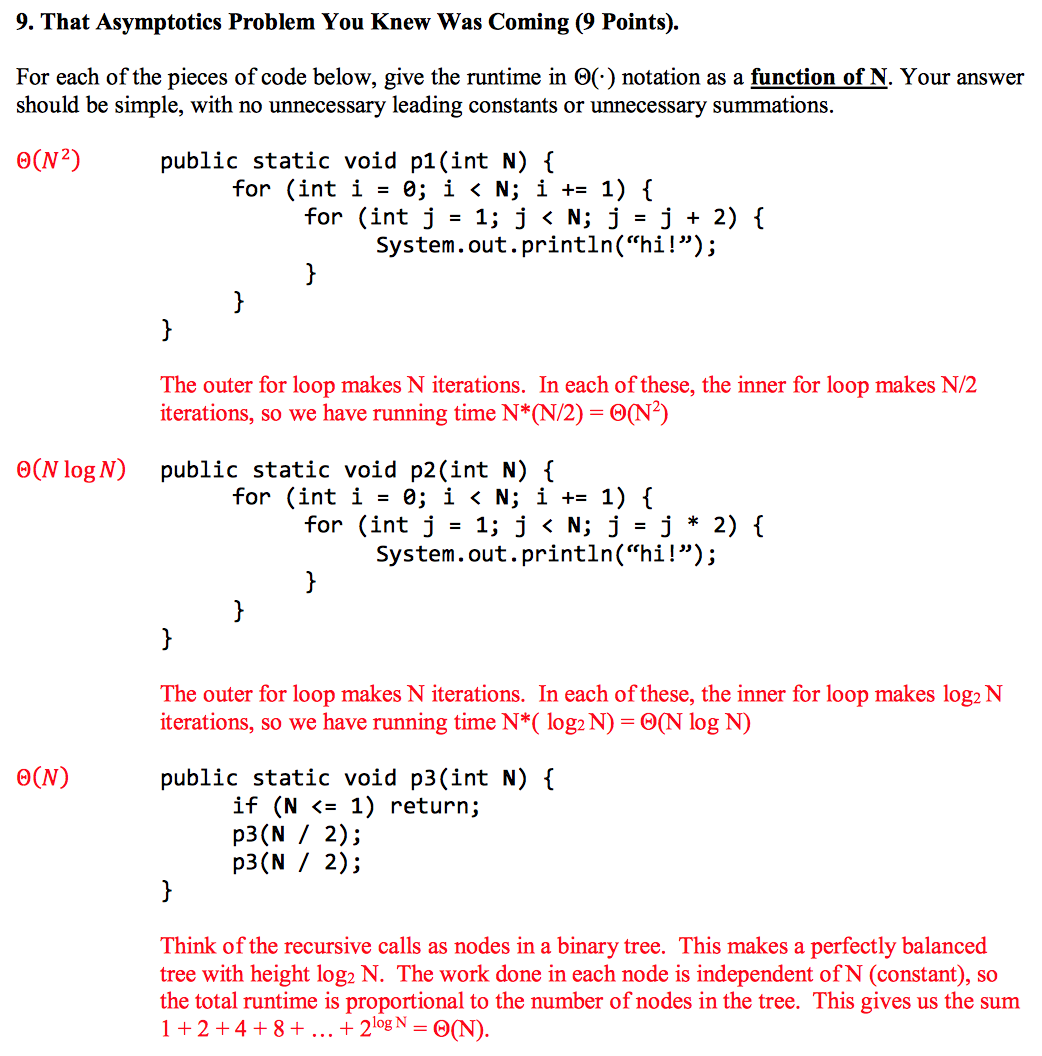 9. That Asymptotics Problem You Knew Was Coming (9 Points).
For each of the pieces of code below, give the runtime in Θ(·) notation as a function of N. Your answer
should be simple, with no unnecessary leading constants or unnecessary summations.
Θ(N²) public static void p1(int N) {
for (int i = 0; i < N; i += 1) {
for (int j = 1; j < N; j = j + 2) {
System.out.println(“hi!”);
}
}
}
The outer for loop makes N iterations. In each of these, the inner for loop makes N/2
iterations, so we have running time N*(N/2) = Θ(N²)
Θ(N log N) public static void p2(int N) {
for (int i = 0; i < N; i += 1) {
for (int j = 1; j < N; j = j * 2) {
System.out.println(“hi!”);
}
}
}
The outer for loop makes N iterations. In each of these, the inner for loop makes log₂ N
iterations, so we have running time N*( log₂ N) = Θ(N log N)
Θ(N) public static void p3(int N) {
if (N <= 1) return;
p3(N / 2);
p3(N / 2);
}
Think of the recursive calls as nodes in a binary tree. This makes a perfectly balanced
tree with height log₂ N. The work done in each node is independent of N (constant), so
the total runtime is proportional to the number of nodes in the tree. This gives us the sum
1 + 2 + 4 + 8 + … + 2^log N = Θ(N).